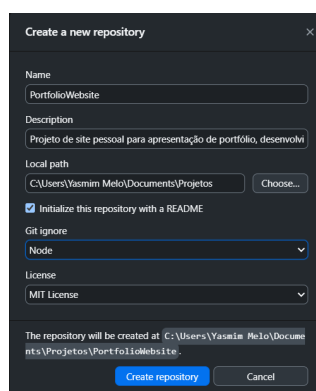 Create a new repository
×
Name
PortfolioWebsite
Description
Projeto de site pessoal para apresentação de portfólio, desenvolvi
Local path
C:\Users\Yasmim Melo\Documents\Projetos
Choose...
Initialize this repository with a README
Git ignore
Node
License
MIT License
The repository will be created at C:\Users\Yasmim Melo\Docume
nts\Projetos\PortfolioWebsite.
Create repository
Cancel